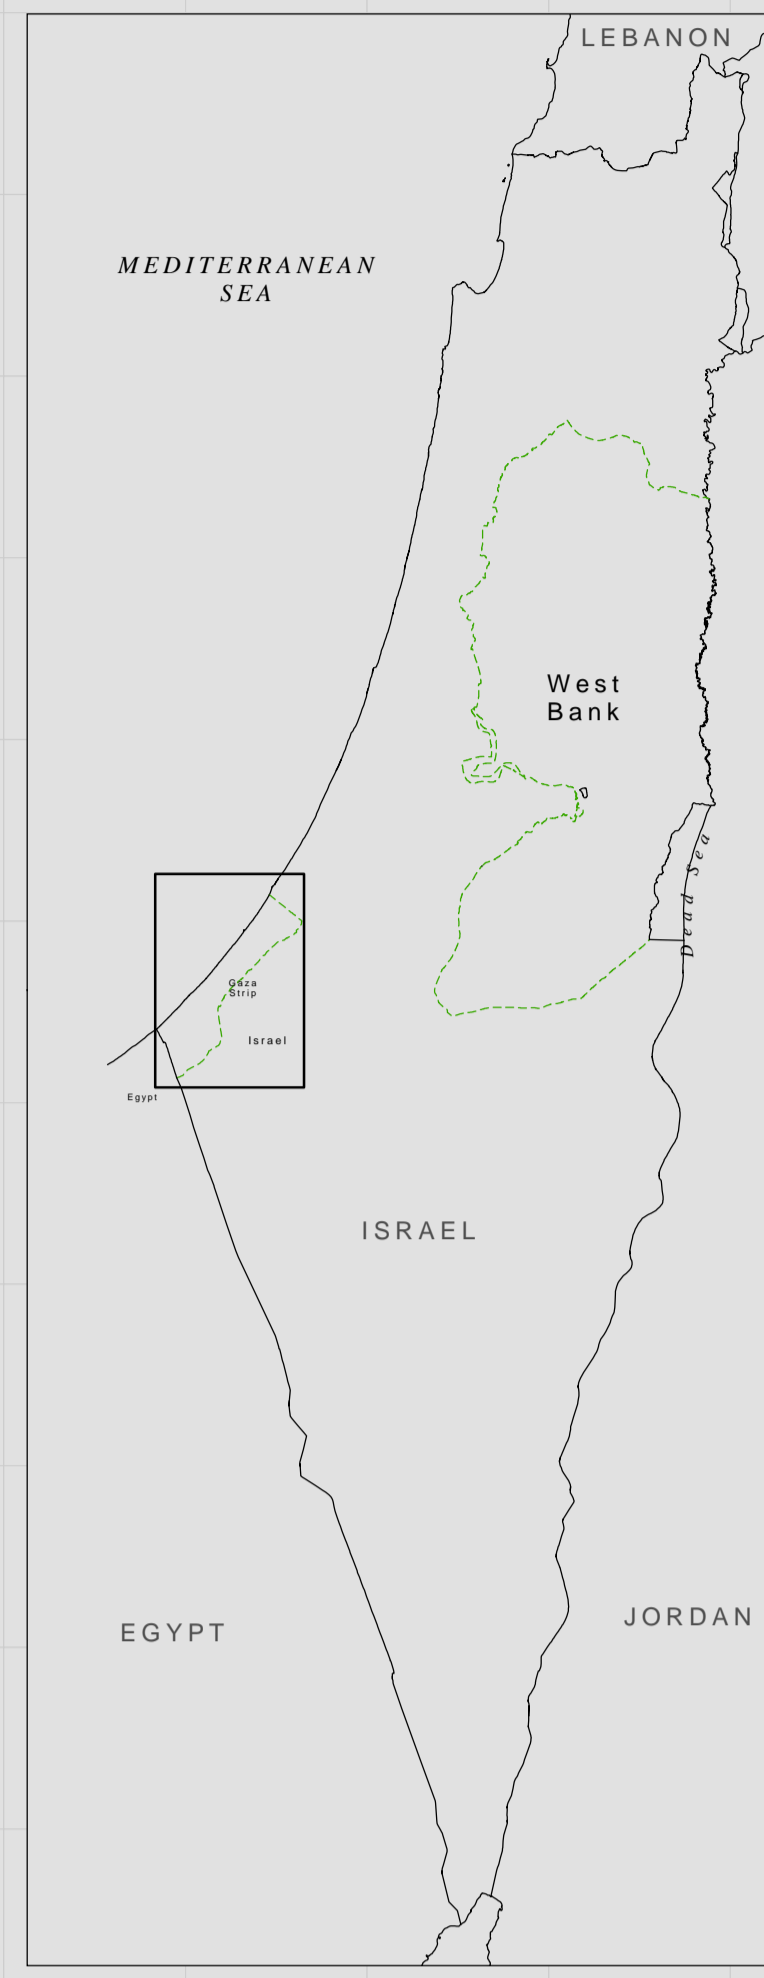 LEBANON
MEDITERRANEAN
SEA
West
Bank
Dead Sea
Gaza
Strip
Israel
Egypt
ISRAEL
JORDAN
EGYPT